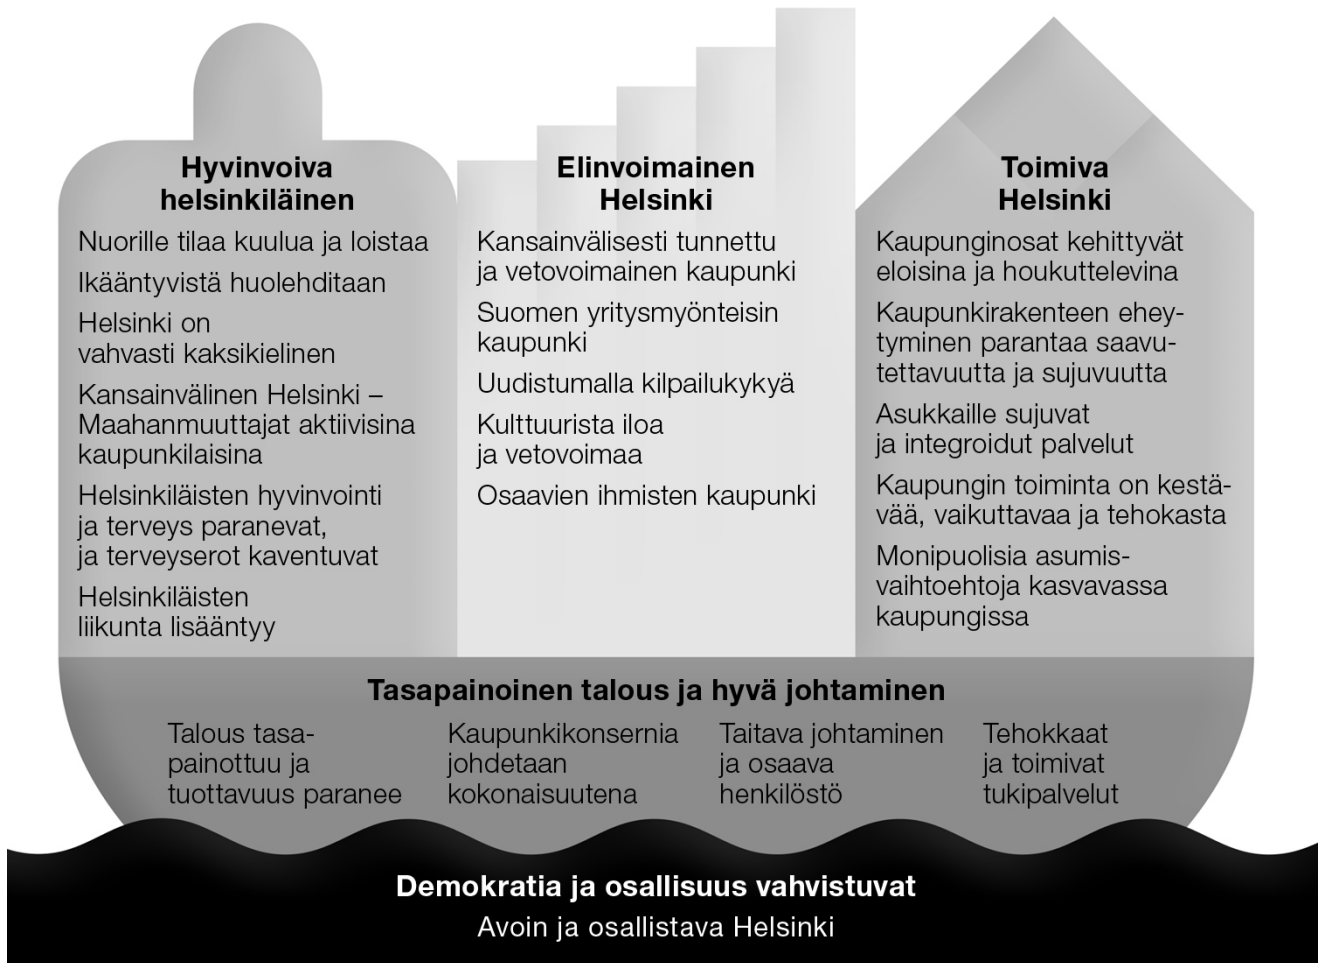 Hyvinvoiva
helsinkiläinen
Nuorille tilaa kuulua ja loistaa
Ikääntyvistä huolehditaan
Helsinki on
vahvasti kaksikielinen
Kansainvälinen Helsinki –
Maahanmuuttajat aktiivisina
kaupunkilaisina
Helsinkiläisten hyvinvointi
ja terveys paranevat,
ja terveyserot kaventuvat
Helsinkiläisten
liikunta lisääntyy
Elinvoimainen
Helsinki
Kansainvälisesti tunnettu
ja vetovoimainen kaupunki
Suomen yritysmyönteisin
kaupunki
Uudistumalla kilpailukykyä
Kulttuurista iloa
ja vetovoimaa
Osaavien ihmisten kaupunki
Toimiva
Helsinki
Kaupunginosat kehittyvät
eloisina ja houkuttelevina
Kaupunkirakenteen ehey-
tyminen parantaa saavu-
tettavuutta ja sujuvuutta
Asukkaille sujuvat
ja integroidut palvelut
Kaupungin toiminta on kestä-
vää, vaikuttavaa ja tehokasta
Monipuolisia asumis-
vaihtoehtoja kasvavassa
kaupungissa
Tasapainoinen talous ja hyvä johtaminen
Talous tasa-
painottuu ja
tuottavuus paranee
Kaupunkikonsernia
johdetaan
kokonaisuutena
Taitava johtaminen
ja osaava
henkilöstö
Tehokkaat
ja toimivat
tukipalvelut
Demokratia ja osallisuus vahvistuvat
Avoin ja osallistava Helsinki